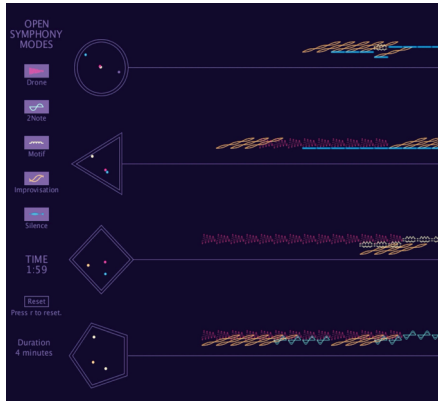 OPEN
SYMPHONY
MODES
Drone
2Note
Motif
Improvisation
Silence
TIME
1:59
Reset
Press r to reset.
Duration
4 minutes